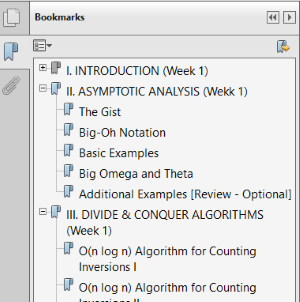 Bookmarks
I. INTRODUCTION (Week 1)
II. ASYMPTOTIC ANALYSIS (Wekk 1)
The Gist
Big-Oh Notation
Basic Examples
Big Omega and Theta
Additional Examples [Review - Optional]
III. DIVIDE & CONQUER ALGORITHMS
(Week 1)
O(n log n) Algorithm for Counting
Inversions I
O(n log n) Algorithm for Counting
Inversions II